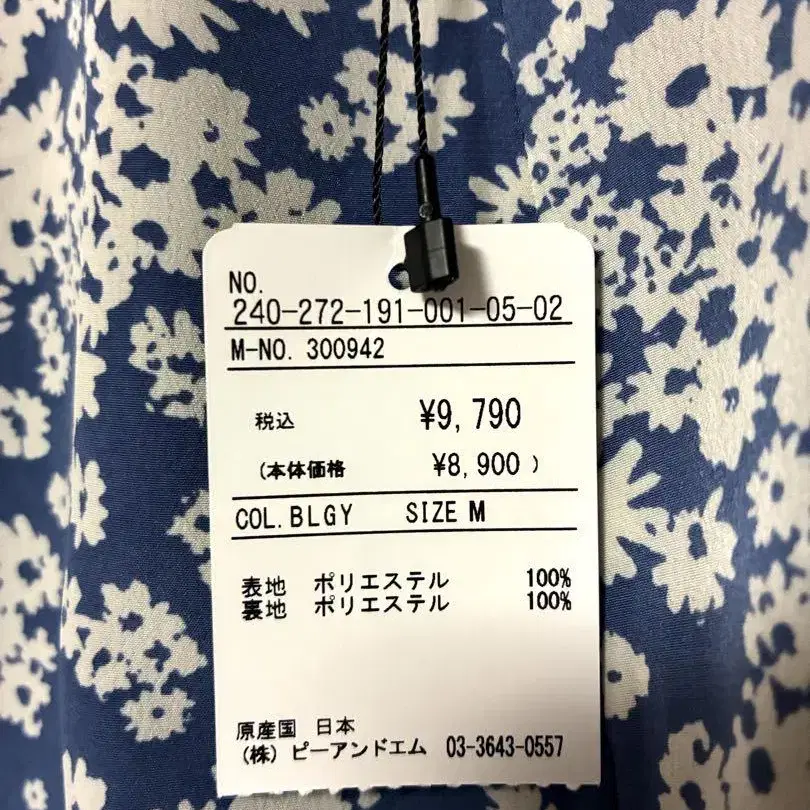 NO.
240-272-191-001-05-02
M-NO. 300942
税込 ¥9,790
(本体価格 ¥8,900 )
COL. BLGY SIZE M
表地 ポリエステル 100%
裏地 ポリエステル 100%
原産国 日本
(株) ピーアンドエム 03-3643-0557